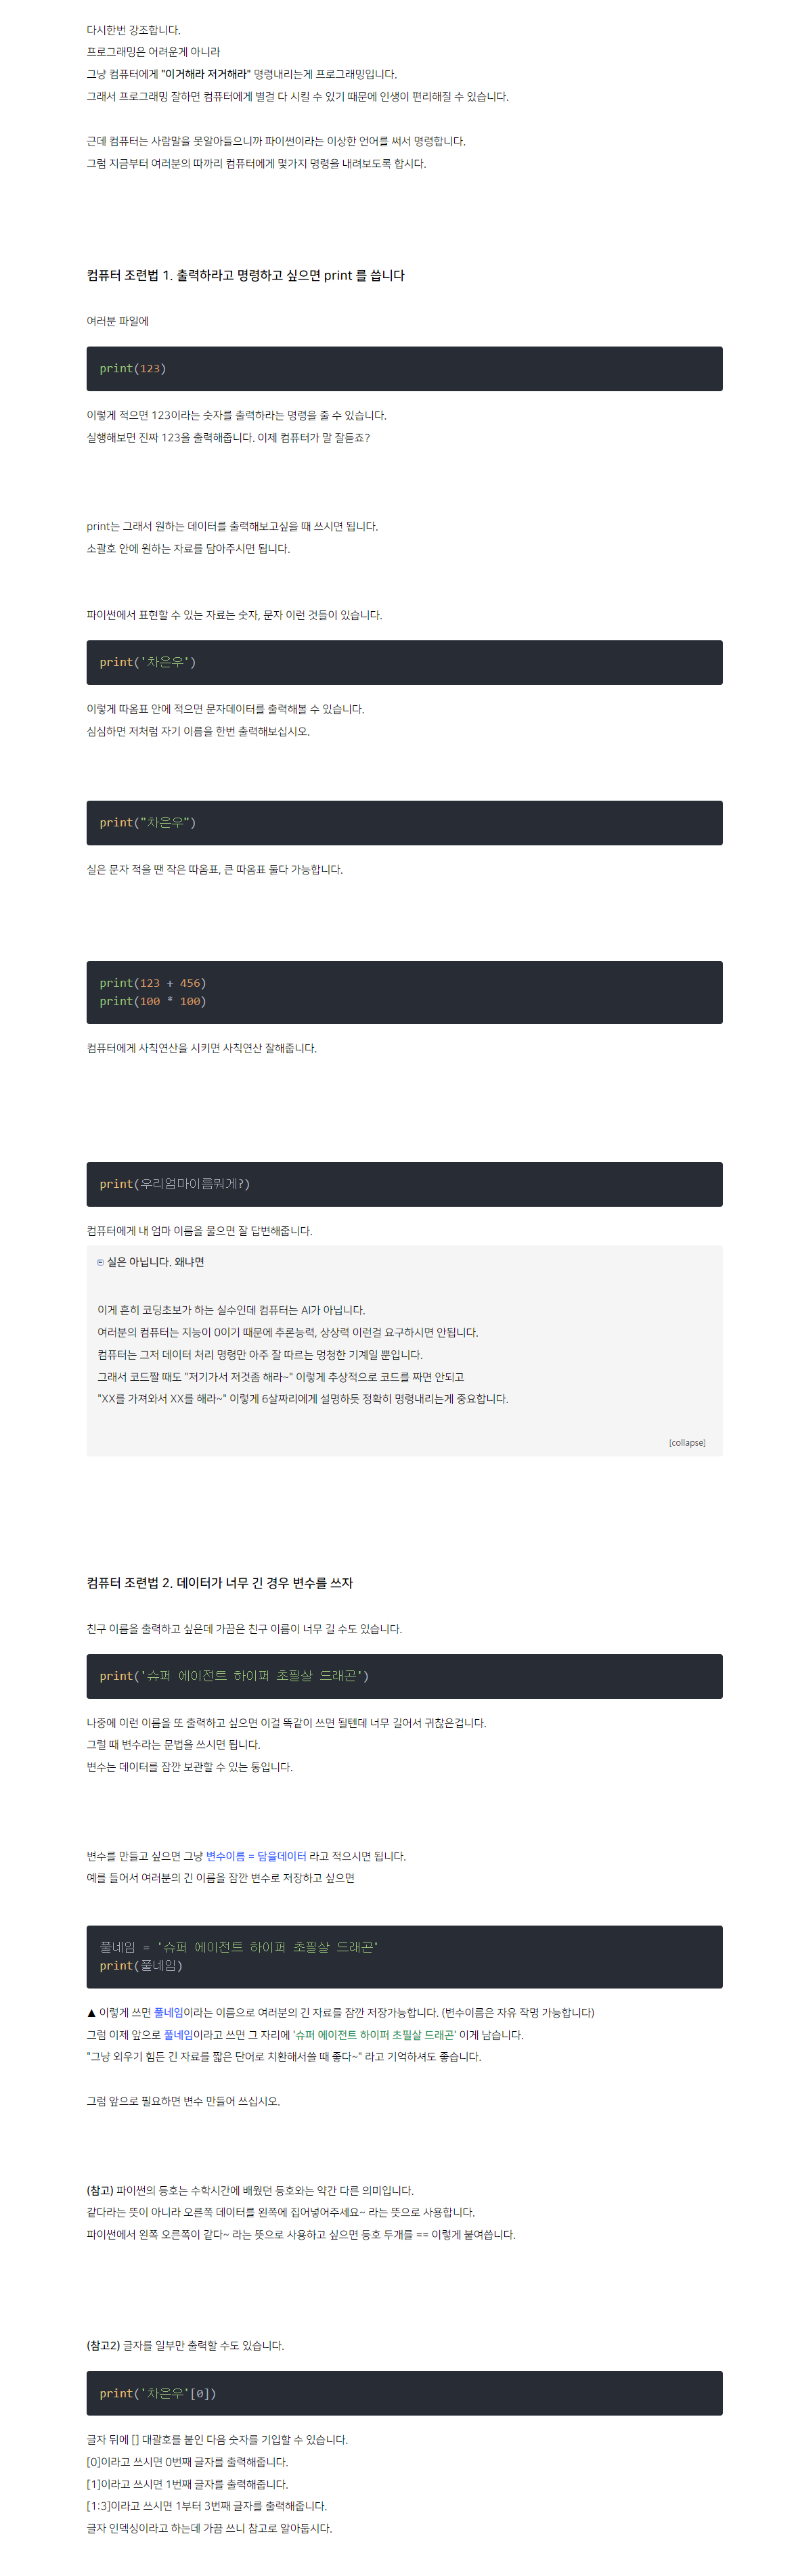 다시한번 강조합니다.
프로그래밍은 어려운게 아니라
그냥 컴퓨터에게 "이거해라 저거해라" 명령내리는게 프로그래밍입니다.
그래서 프로그래밍 잘하면 컴퓨터에게 별걸 다 시킬 수 있기 때문에 인생이 편리해질 수 있습니다.
근데 컴퓨터는 사람말을 못알아들으니까 파이썬이라는 이상한 언어를 써서 명령합니다.
그럼 지금부터 여러분의 따까리 컴퓨터에게 몇가지 명령을 내려보도록 합시다.
컴퓨터 조련법 1. 출력하라고 명령하고 싶으면 print 를 씁니다
여러분 파일에
print(123)
이렇게 적으면 123이라는 숫자를 출력하라는 명령을 줄 수 있습니다.
실행해보면 진짜 123을 출력해줍니다. 이제 컴퓨터가 말 잘듣죠?
print는 그래서 원하는 데이터를 출력해보고싶을 때 쓰시면 됩니다.
소괄호 안에 원하는 자료를 담아주시면 됩니다.
파이썬에서 표현할 수 있는 자료는 숫자, 문자 이런 것들이 있습니다.
print('차은우')
이렇게 따옴표 안에 적으면 문자데이터를 출력해볼 수 있습니다.
심심하면 저처럼 자기 이름을 한번 출력해보십시오.
print("차은우")
실은 문자 적을 땐 작은 따옴표, 큰 따옴표 둘다 가능합니다.
print(123 + 456)
print(100 * 100)
컴퓨터에게 사칙연산을 시키면 사칙연산 잘해줍니다.
print(우리엄마이름뭐게?)
컴퓨터에게 내 엄마 이름을 물으면 잘 답변해줍니다.
실은 아닙니다. 왜냐면
이게 흔히 코딩초보가 하는 실수인데 컴퓨터는 AI가 아닙니다.
여러분의 컴퓨터는 지능이 0이기 때문에 추론능력, 상상력 이런걸 요구하시면 안됩니다.
컴퓨터는 그저 데이터 처리 명령만 아주 잘 따르는 멍청한 기계일 뿐입니다.
그래서 코드짤 때도 "저기가서 저것좀 해라~" 이렇게 추상적으로 코드를 짜면 안되고
"XX를 가져와서 XX를 해라~" 이렇게 6살짜리에게 설명하듯 정확히 명령내리는게 중요합니다.
[collapse]
컴퓨터 조련법 2. 데이터가 너무 긴 경우 변수를 쓰자
친구 이름을 출력하고 싶은데 가끔은 친구 이름이 너무 길 수도 있습니다.
print('슈퍼 에이전트 하이퍼 초필살 드래곤')
나중에 이런 이름을 또 출력하고 싶으면 이걸 똑같이 쓰면 될텐데 너무 길어서 귀찮은겁니다.
그럴 때 변수라는 문법을 쓰시면 됩니다.
변수는 데이터를 잠깐 보관할 수 있는 통입니다.
변수를 만들고 싶으면 그냥 변수이름 = 담을데이터 라고 적으시면 됩니다.
예를 들어서 여러분의 긴 이름을 잠깐 변수로 저장하고 싶으면
풀네임 = '슈퍼 에이전트 하이퍼 초필살 드래곤'
print(풀네임)
▲ 이렇게 쓰면 풀네임이라는 이름으로 여러분의 긴 자료를 잠깐 저장가능합니다. (변수이름은 자유 작명 가능합니다)
그럼 이제 앞으로 풀네임이라고 쓰면 그 자리에 '슈퍼 에이전트 하이퍼 초필살 드래곤' 이게 남습니다.
"그냥 외우기 힘든 긴 자료를 짧은 단어로 치환해서쓸 때 좋다~" 라고 기억하셔도 좋습니다.
그럼 앞으로 필요하면 변수 만들어 쓰십시오.
(참고) 파이썬의 등호는 수학시간에 배웠던 등호와는 약간 다른 의미입니다.
같다라는 뜻이 아니라 오른쪽 데이터를 왼쪽에 집어넣어주세요~ 라는 뜻으로 사용합니다.
파이썬에서 왼쪽 오른쪽이 같다~ 라는 뜻으로 사용하고 싶으면 등호 두개를 == 이렇게 붙여씁니다.
(참고2) 글자를 일부만 출력할 수도 있습니다.
print('차은우'[0])
글자 뒤에 [] 대괄호를 붙인 다음 숫자를 기입할 수 있습니다.
[0]이라고 쓰시면 0번째 글자를 출력해줍니다.
[1]이라고 쓰시면 1번째 글자를 출력해줍니다.
[1:3]이라고 쓰시면 1부터 3번째 글자를 출력해줍니다.
글자 인덱싱이라고 하는데 가끔 쓰니 참고로 알아둡시다.